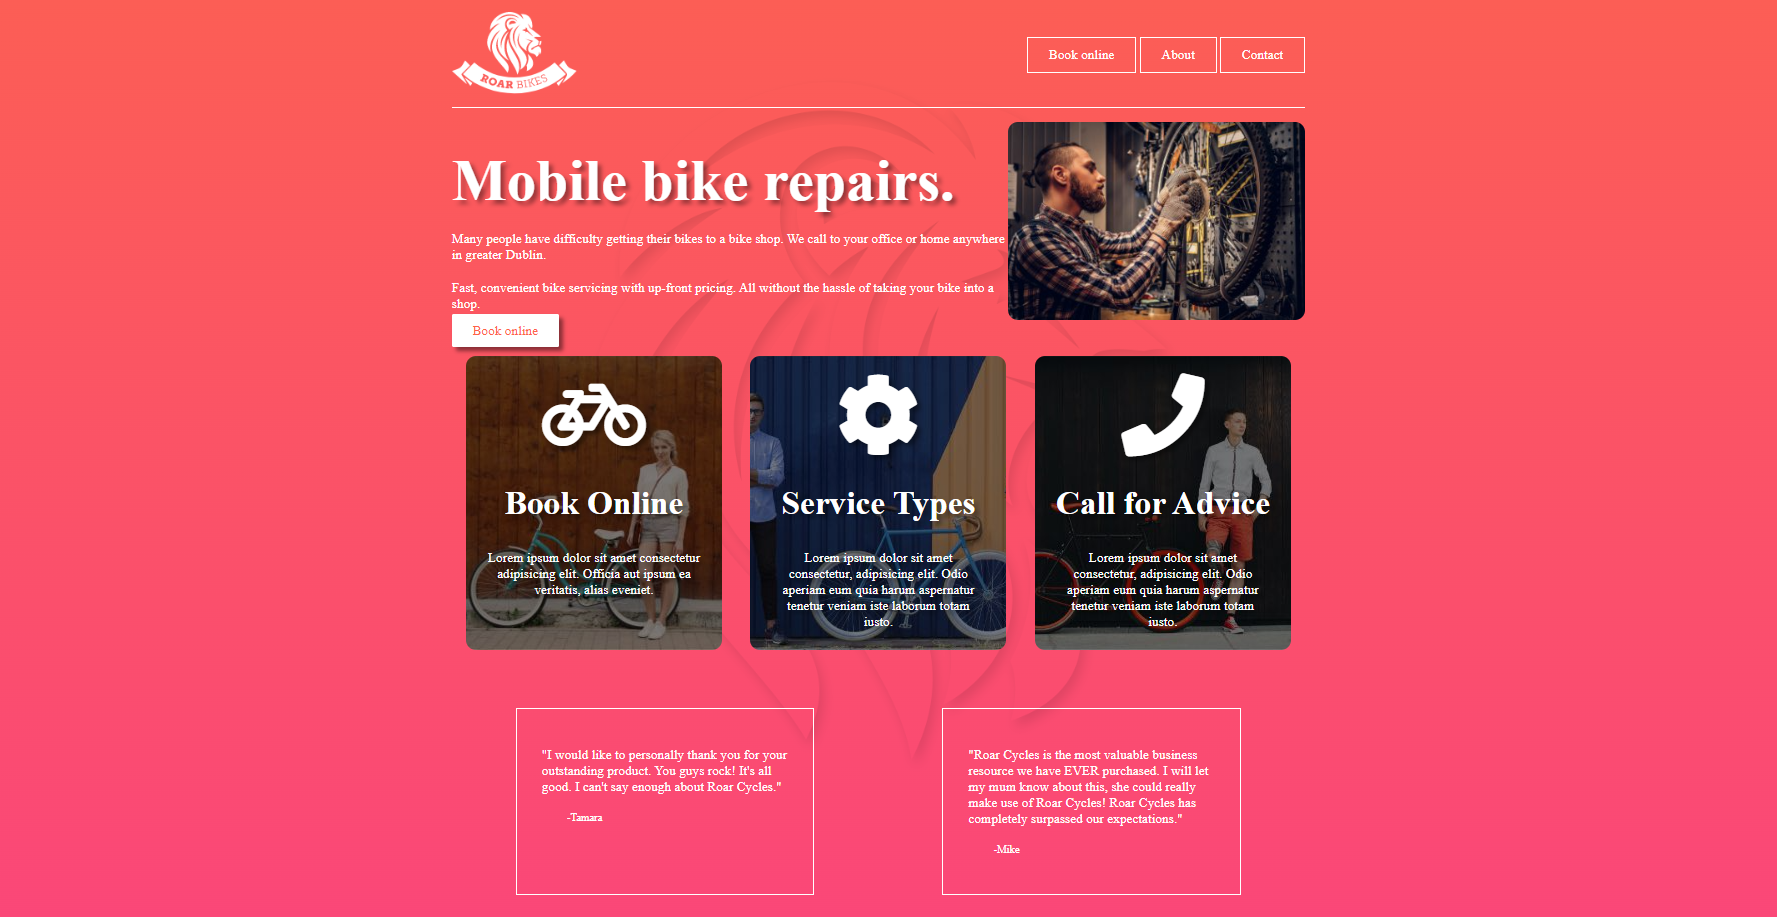 ROAR BIKES
Book online
About
Contact
Mobile bike repairs.
Many people have difficulty getting their bikes to a bike shop. We call to your office or home anywhere
in greater Dublin.
Fast, convenient bike servicing with up-front pricing. All without the hassle of taking your bike into a
shop.
Book online
Book Online
Lorem ipsum dolor sit amet consectetur
adipisicing elit. Officia aut ipsum ea
veritatis, alias eveniet.
Service Types
Lorem ipsum dolor sit amet
consectetur, adipisicing elit. Odio
aperiam eum quia harum aspernatur
tenetur veniam iste laborum totam
iusto.
Call for Advice
Lorem ipsum dolor sit amet
consectetur, adipisicing elit. Odio
aperiam eum quia harum aspernatur
tenetur veniam iste laborum totam
iusto.
"I would like to personally thank you for your
outstanding product. You guys rock! It's all
good. I can't say enough about Roar Cycles."
-Tamara
"Roar Cycles is the most valuable business
resource we have EVER purchased. I will let
my mum know about this, she could really
make use of Roar Cycles! Roar Cycles has
completely surpassed our expectations."
-Mike